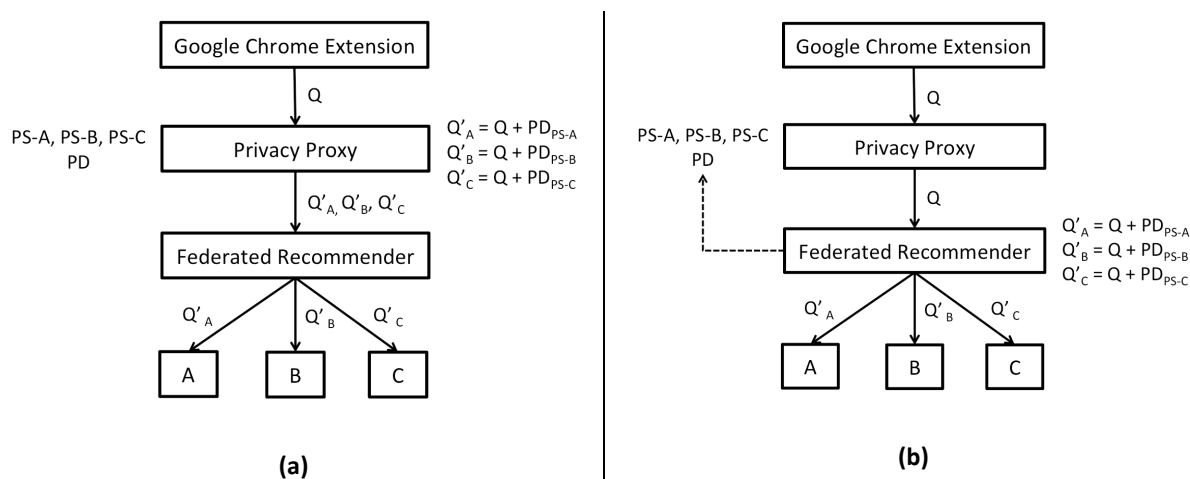 Google Chrome Extension
Q
PS-A, PS-B, PS-C
PD
Privacy Proxy
Q’A = Q + PDPS-A
Q’B = Q + PDPS-B
Q’C = Q + PDPS-C
Q’A, Q’B, Q’C
Federated Recommender
Q’A
Q’B
Q’C
A
B
C
(a)
Google Chrome Extension
Q
PS-A, PS-B, PS-C
PD
Privacy Proxy
Q
Federated Recommender
Q’A = Q + PDPS-A
Q’B = Q + PDPS-B
Q’C = Q + PDPS-C
Q’A
Q’B
Q’C
A
B
C
(b)